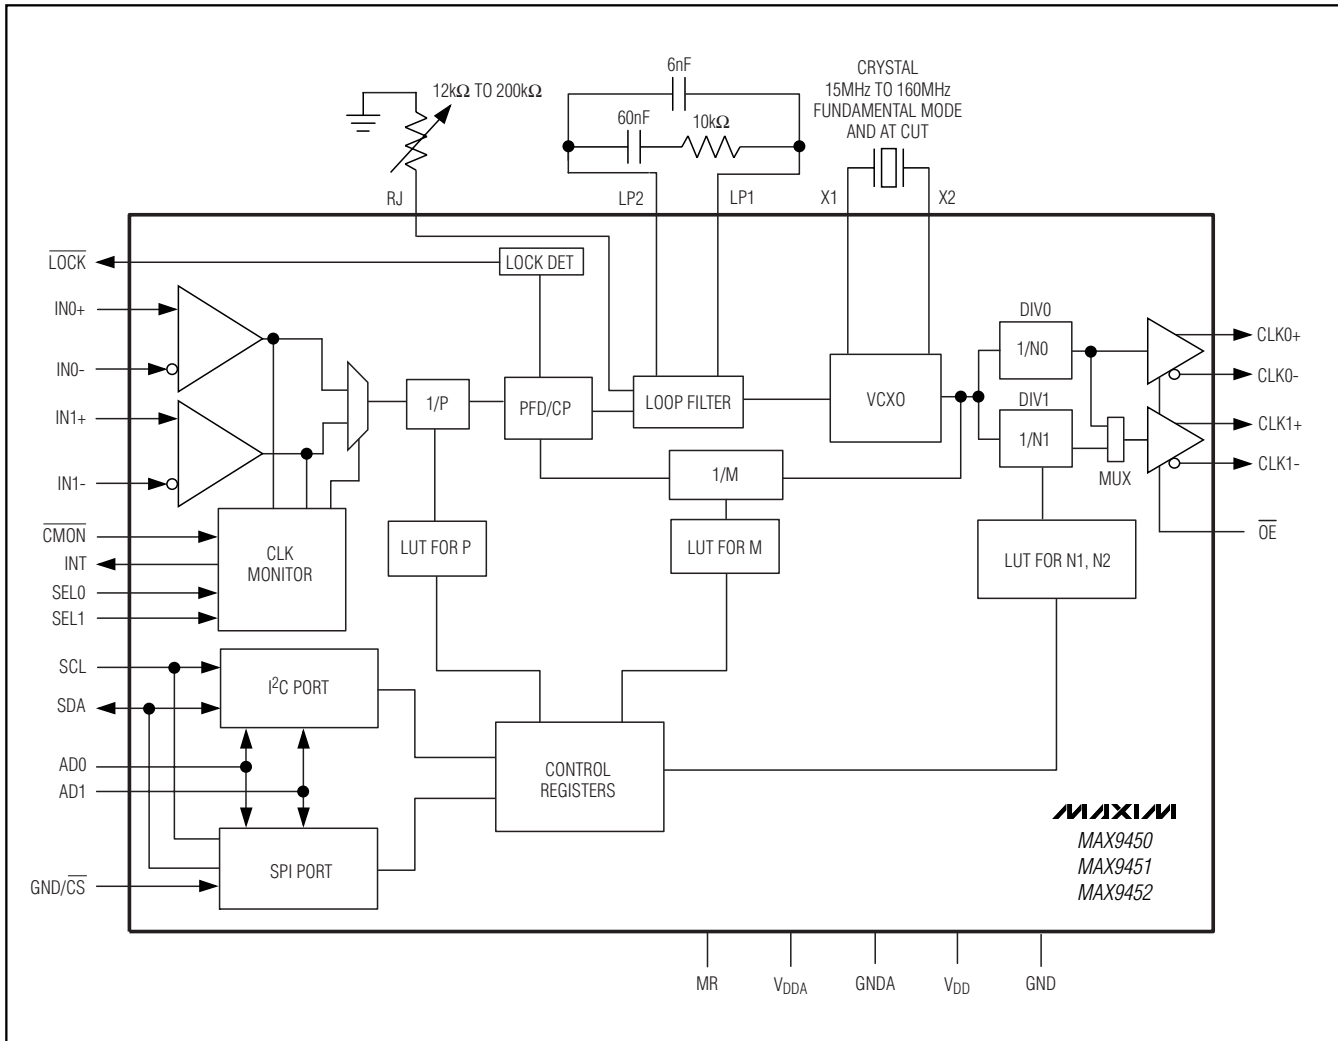 6nF
CRYSTAL
15MHz TO 160MHz
FUNDAMENTAL MODE
AND AT CUT
12kΩ TO 200kΩ
60nF
10kΩ
RJ
LP2
LP1
X1
X2
LOCK
LOCK DET
IN0+
IN0-
IN1+
IN1-
DIV0
1/N0
CLK0+
CLK0-
1/P
PFD/CP
LOOP FILTER
VCXO
DIV1
1/N1
MUX
CLK1+
CLK1-
1/M
CMON
INT
SEL0
SEL1
CLK
MONITOR
LUT FOR P
LUT FOR M
LUT FOR N1, N2
OE
SCL
SDA
AD0
AD1
GND/CS
I²C PORT
SPI PORT
CONTROL
REGISTERS
MAXIM
MAX9450
MAX9451
MAX9452
MR
VDDA
GNDA
VDD
GND